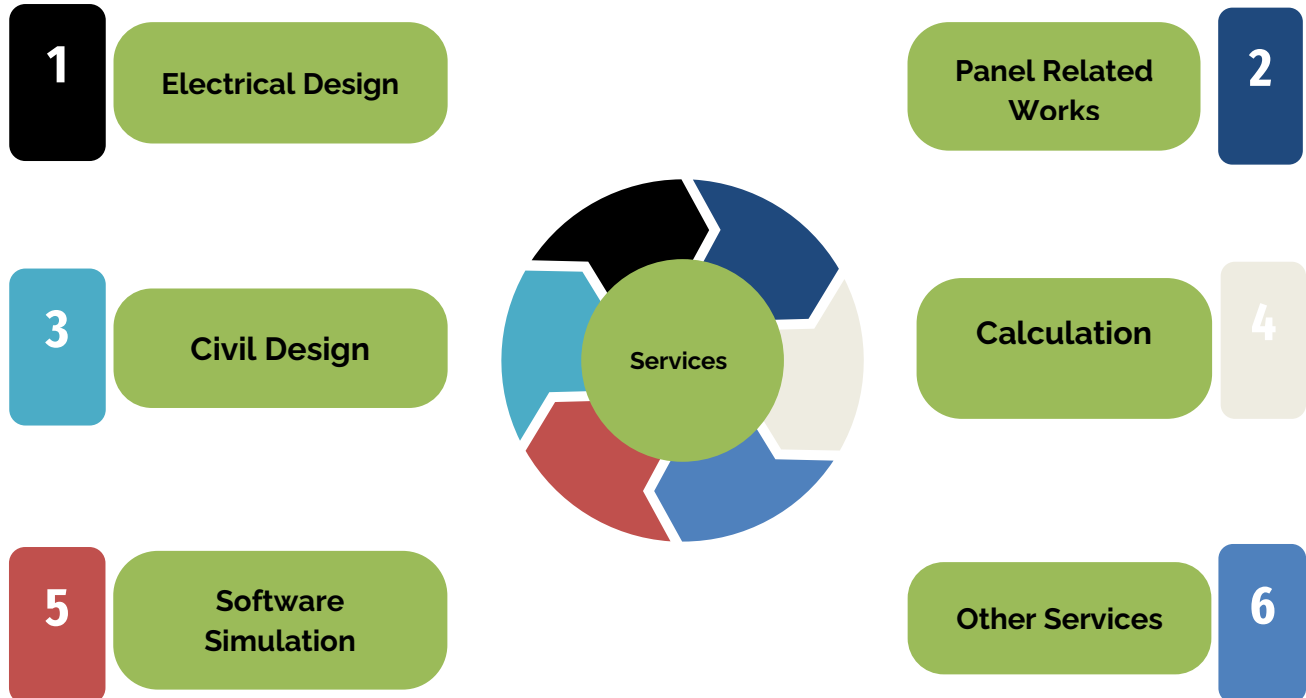 1
Electrical Design
Panel Related
Works
2
3
Civil Design
Services
Calculation
4
5
Software
Simulation
Other Services
6